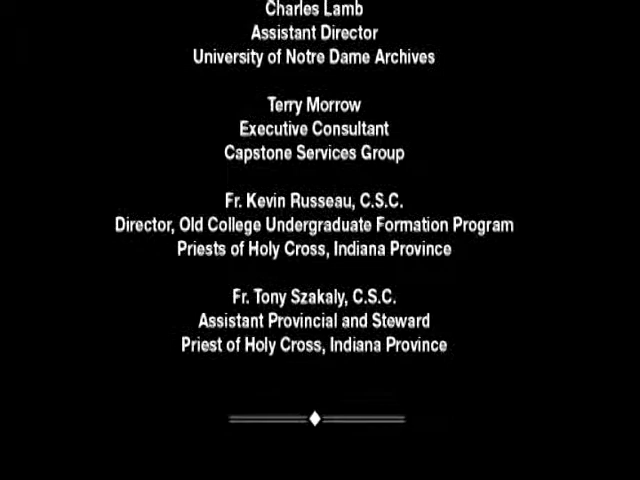 Charles Lamb
Assistant Director
University of Notre Dame Archives
Terry Morrow
Executive Consultant
Capstone Services Group
Fr. Kevin Russeau, C.S.C.
Director, Old College Undergraduate Formation Program
Priests of Holy Cross, Indiana Province
Fr. Tony Szakaly, C.S.C.
Assistant Provincial and Steward
Priest of Holy Cross, Indiana Province